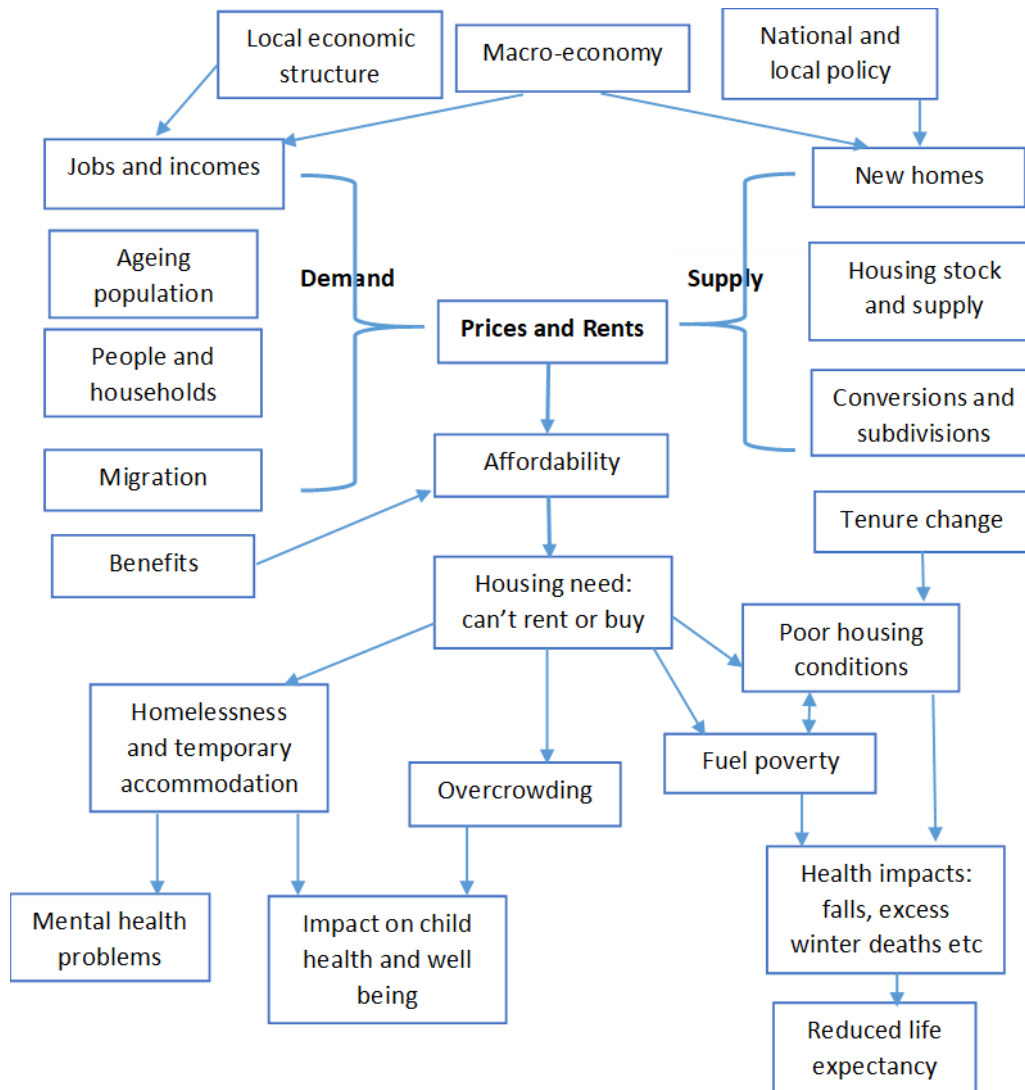 Local economic
structure
Macro-economy
National and
local policy
Jobs and incomes
New homes
Ageing
population
Demand
Supply
Housing stock
and supply
Prices and Rents
People and
households
Conversions and
subdivisions
Migration
Affordability
Tenure change
Benefits
Housing need:
can’t rent or buy
Poor housing
conditions
Homelessness
and temporary
accommodation
Overcrowding
Fuel poverty
Mental health
problems
Impact on child
health and well
being
Health impacts:
falls, excess
winter deaths etc
Reduced life
expectancy